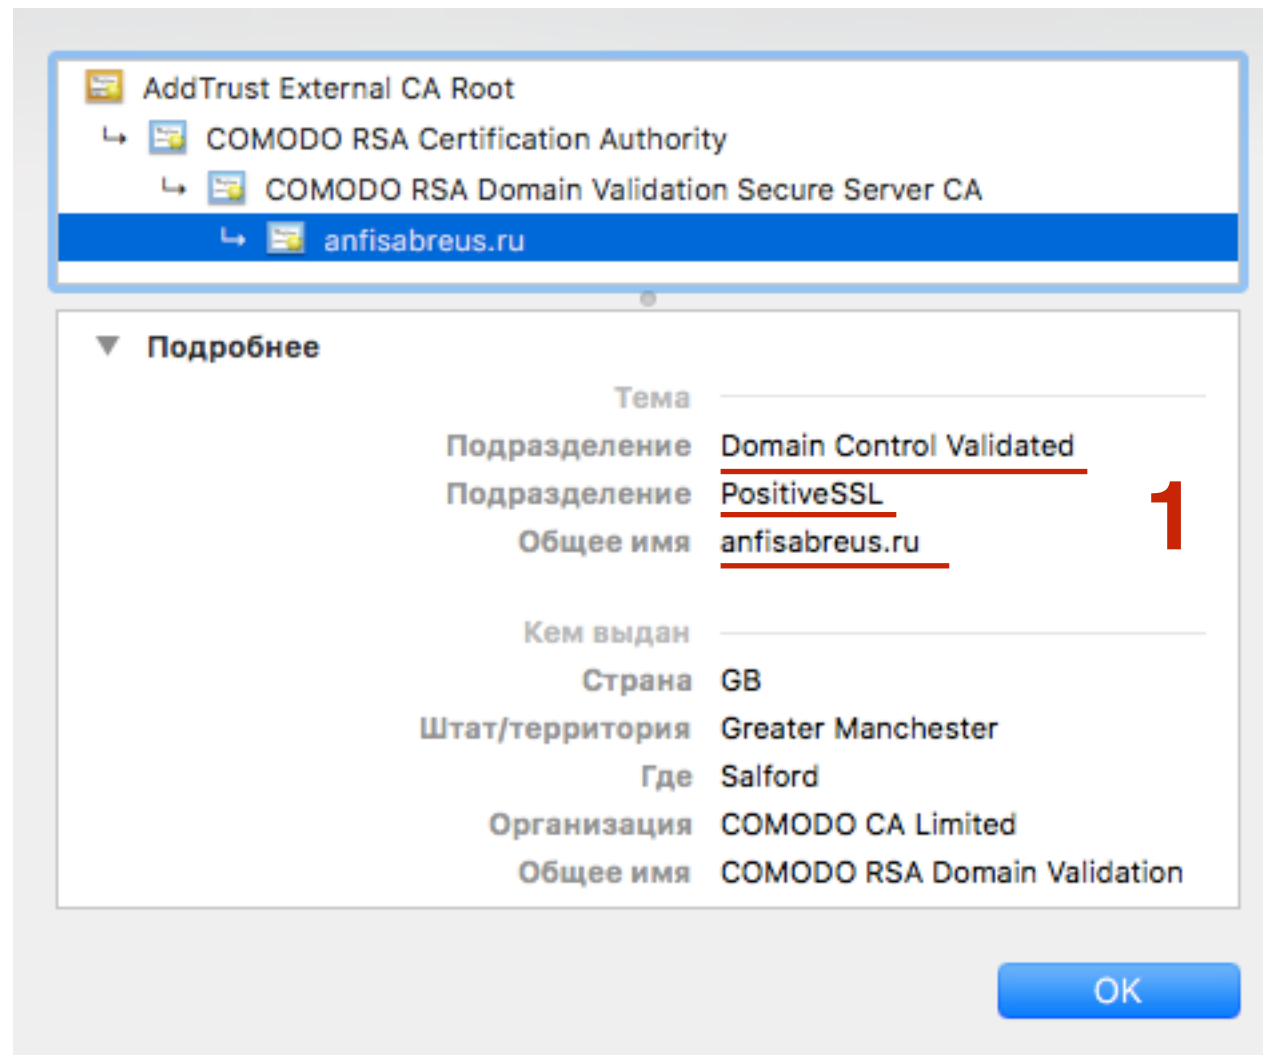 AddTrust External CA Root
COMODO RSA Certification Authority
COMODO RSA Domain Validation Secure Server CA
anfisabreus.ru
Подробнее
Тема
Подразделение Domain Control Validated
Подразделение PositiveSSL
Общее имя anfisabreus.ru
1
Кем выдан
Страна GB
Штат/территория Greater Manchester
Где Salford
Организация COMODO CA Limited
Общее имя COMODO RSA Domain Validation
OK